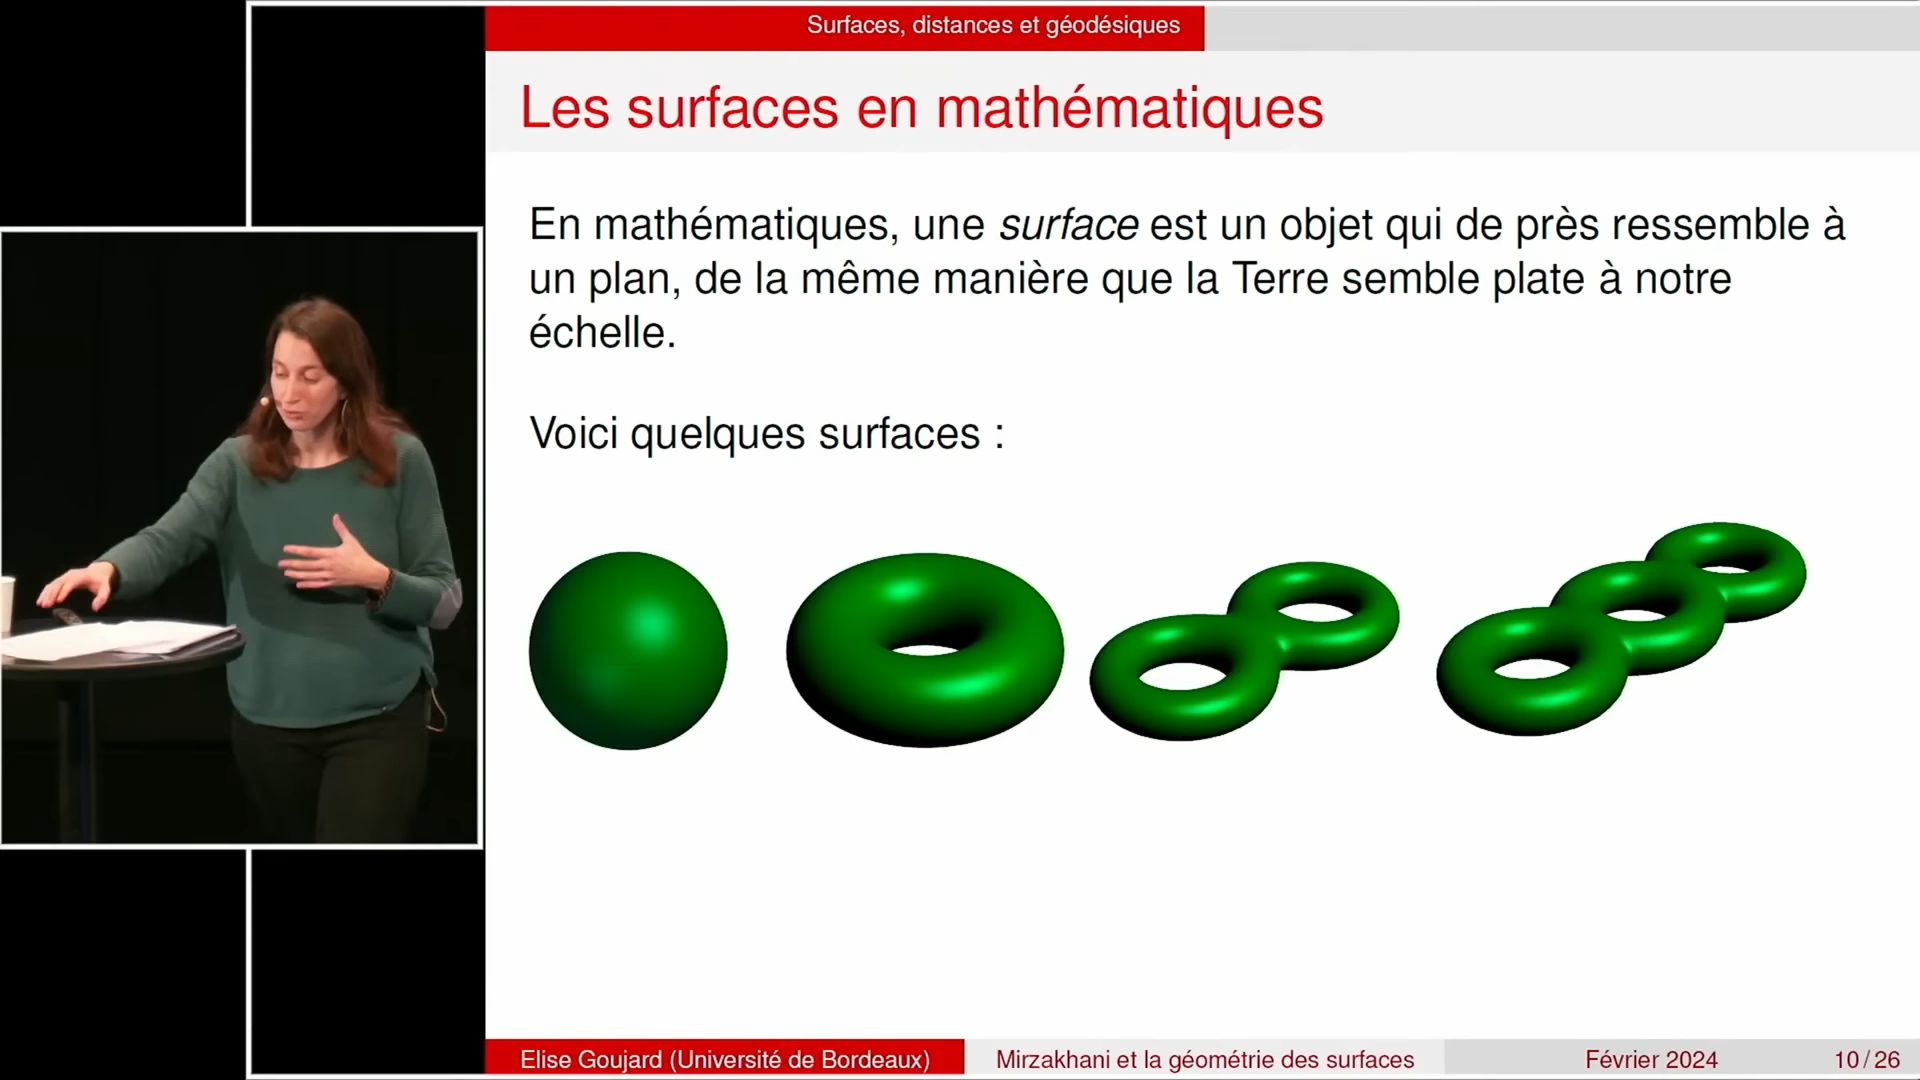 Surfaces, distances et géodésiques
Les surfaces en mathématiques
En mathématiques, une surface est un objet qui de près ressemble à
un plan, de la même manière que la Terre semble plate à notre
échelle.
Voici quelques surfaces :
Elise Goujard (Université de Bordeaux)
Mirzakhani et la géométrie des surfaces
Février 2024
10 / 26